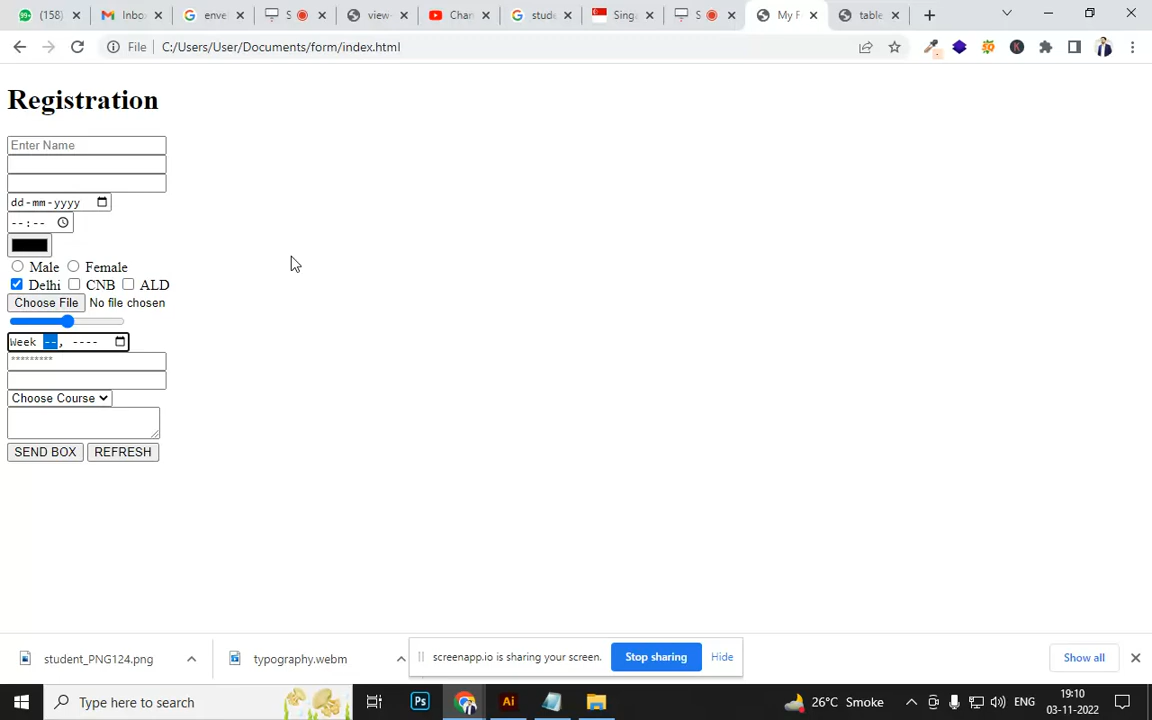 (158)
Inbo
enve
S
view-
Char
stude
Sing
S
My F
table
File C:/Users/User/Documents/form/index.html
Registration
Enter Name
dd-mm-yyyy
--:--
Male Female
Delhi CNB ALD
Choose File No file chosen
Week --, ----
*********
Choose Course
SEND BOX REFRESH
student_PNG124.png
typography.webm
screenapp.io is sharing your screen. Stop sharing Hide
Show all
Type here to search
Ps
Ai
26°C Smoke
ENG
19:10
03-11-2022